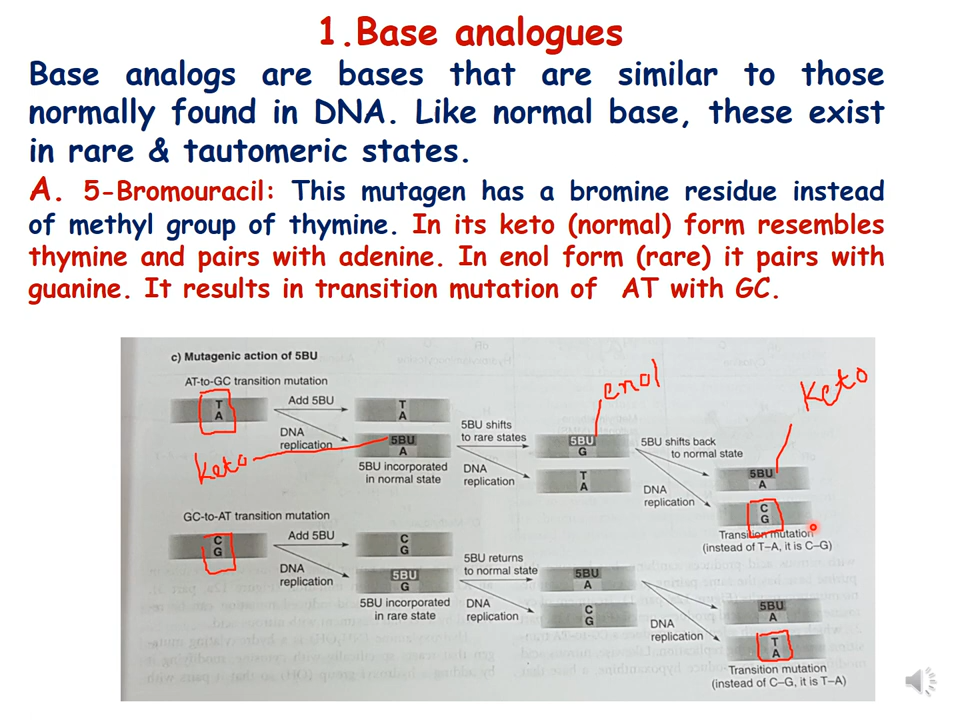 1.Base analogues
Base analogs are bases that are similar to those
normally found in DNA. Like normal base, these exist
in rare & tautomeric states.
A. 5-Bromouracil: This mutagen has a bromine residue instead
of methyl group of thymine. In its keto (normal) form resembles
thymine and pairs with adenine. In enol form (rare) it pairs with
guanine. It results in transition mutation of AT with GC.
c) Mutagenic action of 5BU
AT-to-GC transition mutation
T
A
Add 5BU
DNA
replication
T
A
5BU
A
5BU incorporated
in normal state
keto
5BU shifts
to rare states
DNA
replication
enol
5BU
G
T
A
5BU shifts back
to normal state
DNA
replication
Keto
5BU
A
C
G
Transition mutation
(instead of T–A, it is C–G)
GC-to-AT transition mutation
C
G
Add 5BU
DNA
replication
C
G
5BU
G
5BU incorporated
in rare state
5BU returns
to normal state
DNA
replication
5BU
A
C
G
DNA
replication
5BU
A
T
A
Transition mutation
(instead of C–G, it is T–A)